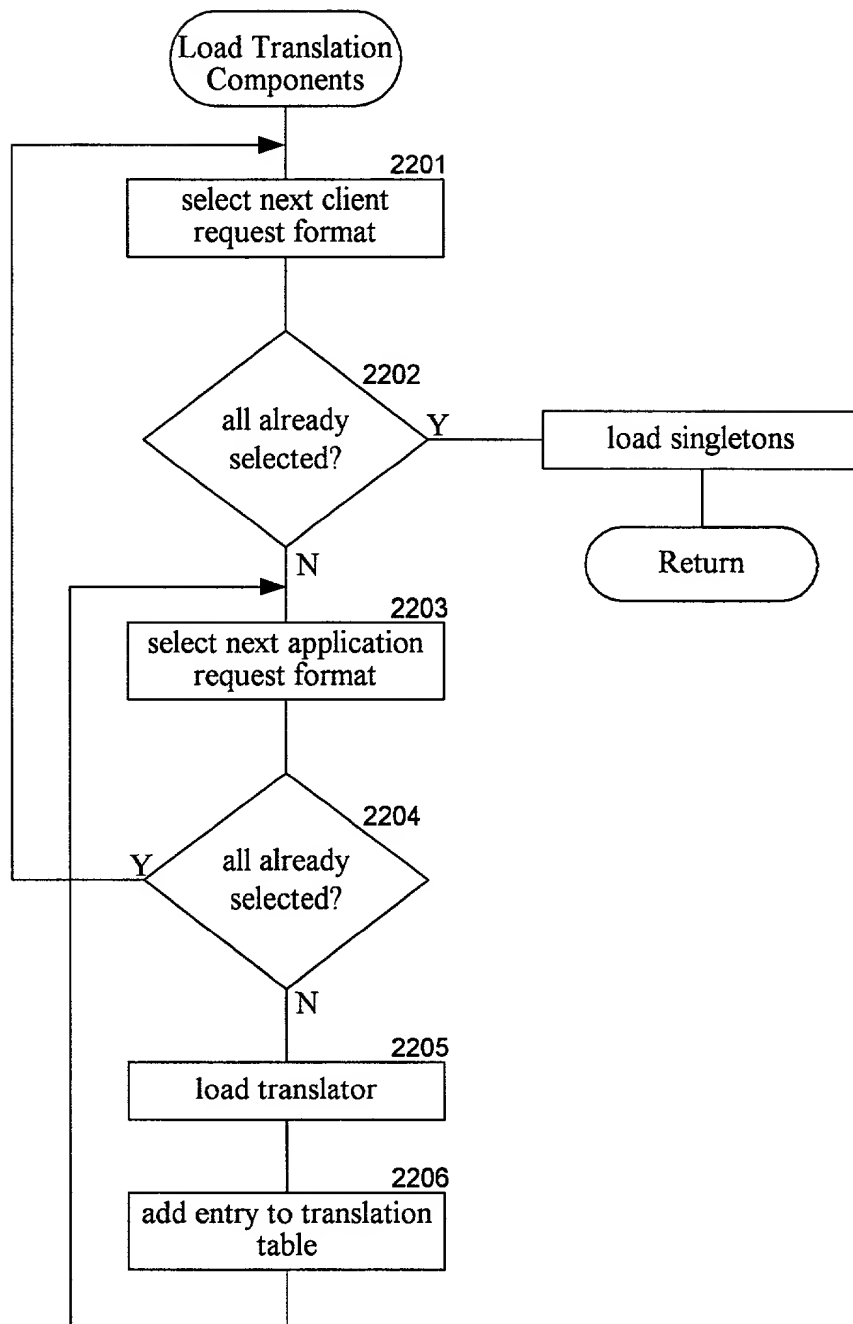 Load Translation
Components
2201
select next client
request format
2202
all already
selected?
Y
load singletons
N
Return
2203
select next application
request format
2204
Y
all already
selected?
N
2205
load translator
2206
add entry to translation
table